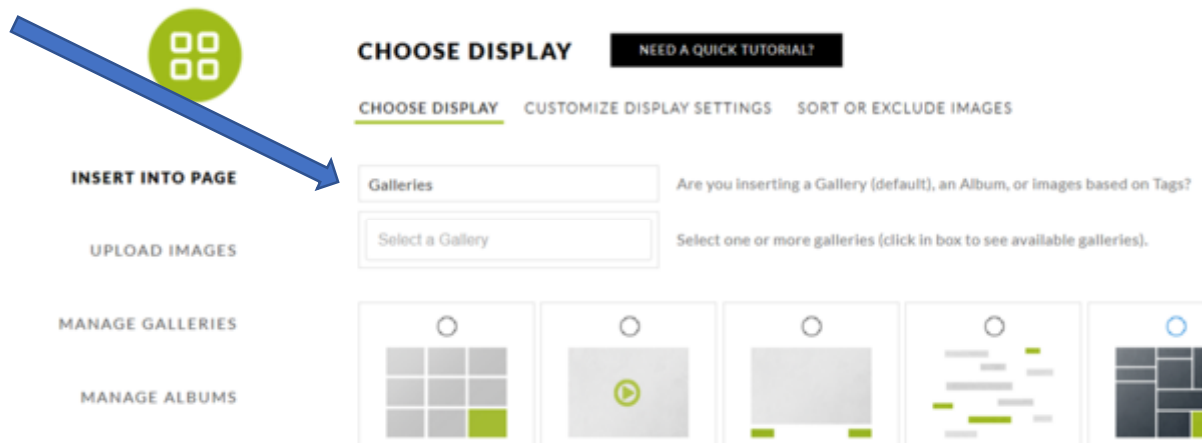 CHOOSE DISPLAY
NEED A QUICK TUTORIAL?
CHOOSE DISPLAY
CUSTOMIZE DISPLAY SETTINGS
SORT OR EXCLUDE IMAGES
INSERT INTO PAGE
UPLOAD IMAGES
MANAGE GALLERIES
MANAGE ALBUMS
Galleries
Are you inserting a Gallery (default), an Album, or images based on Tags?
Select a Gallery
Select one or more galleries (click in box to see available galleries).